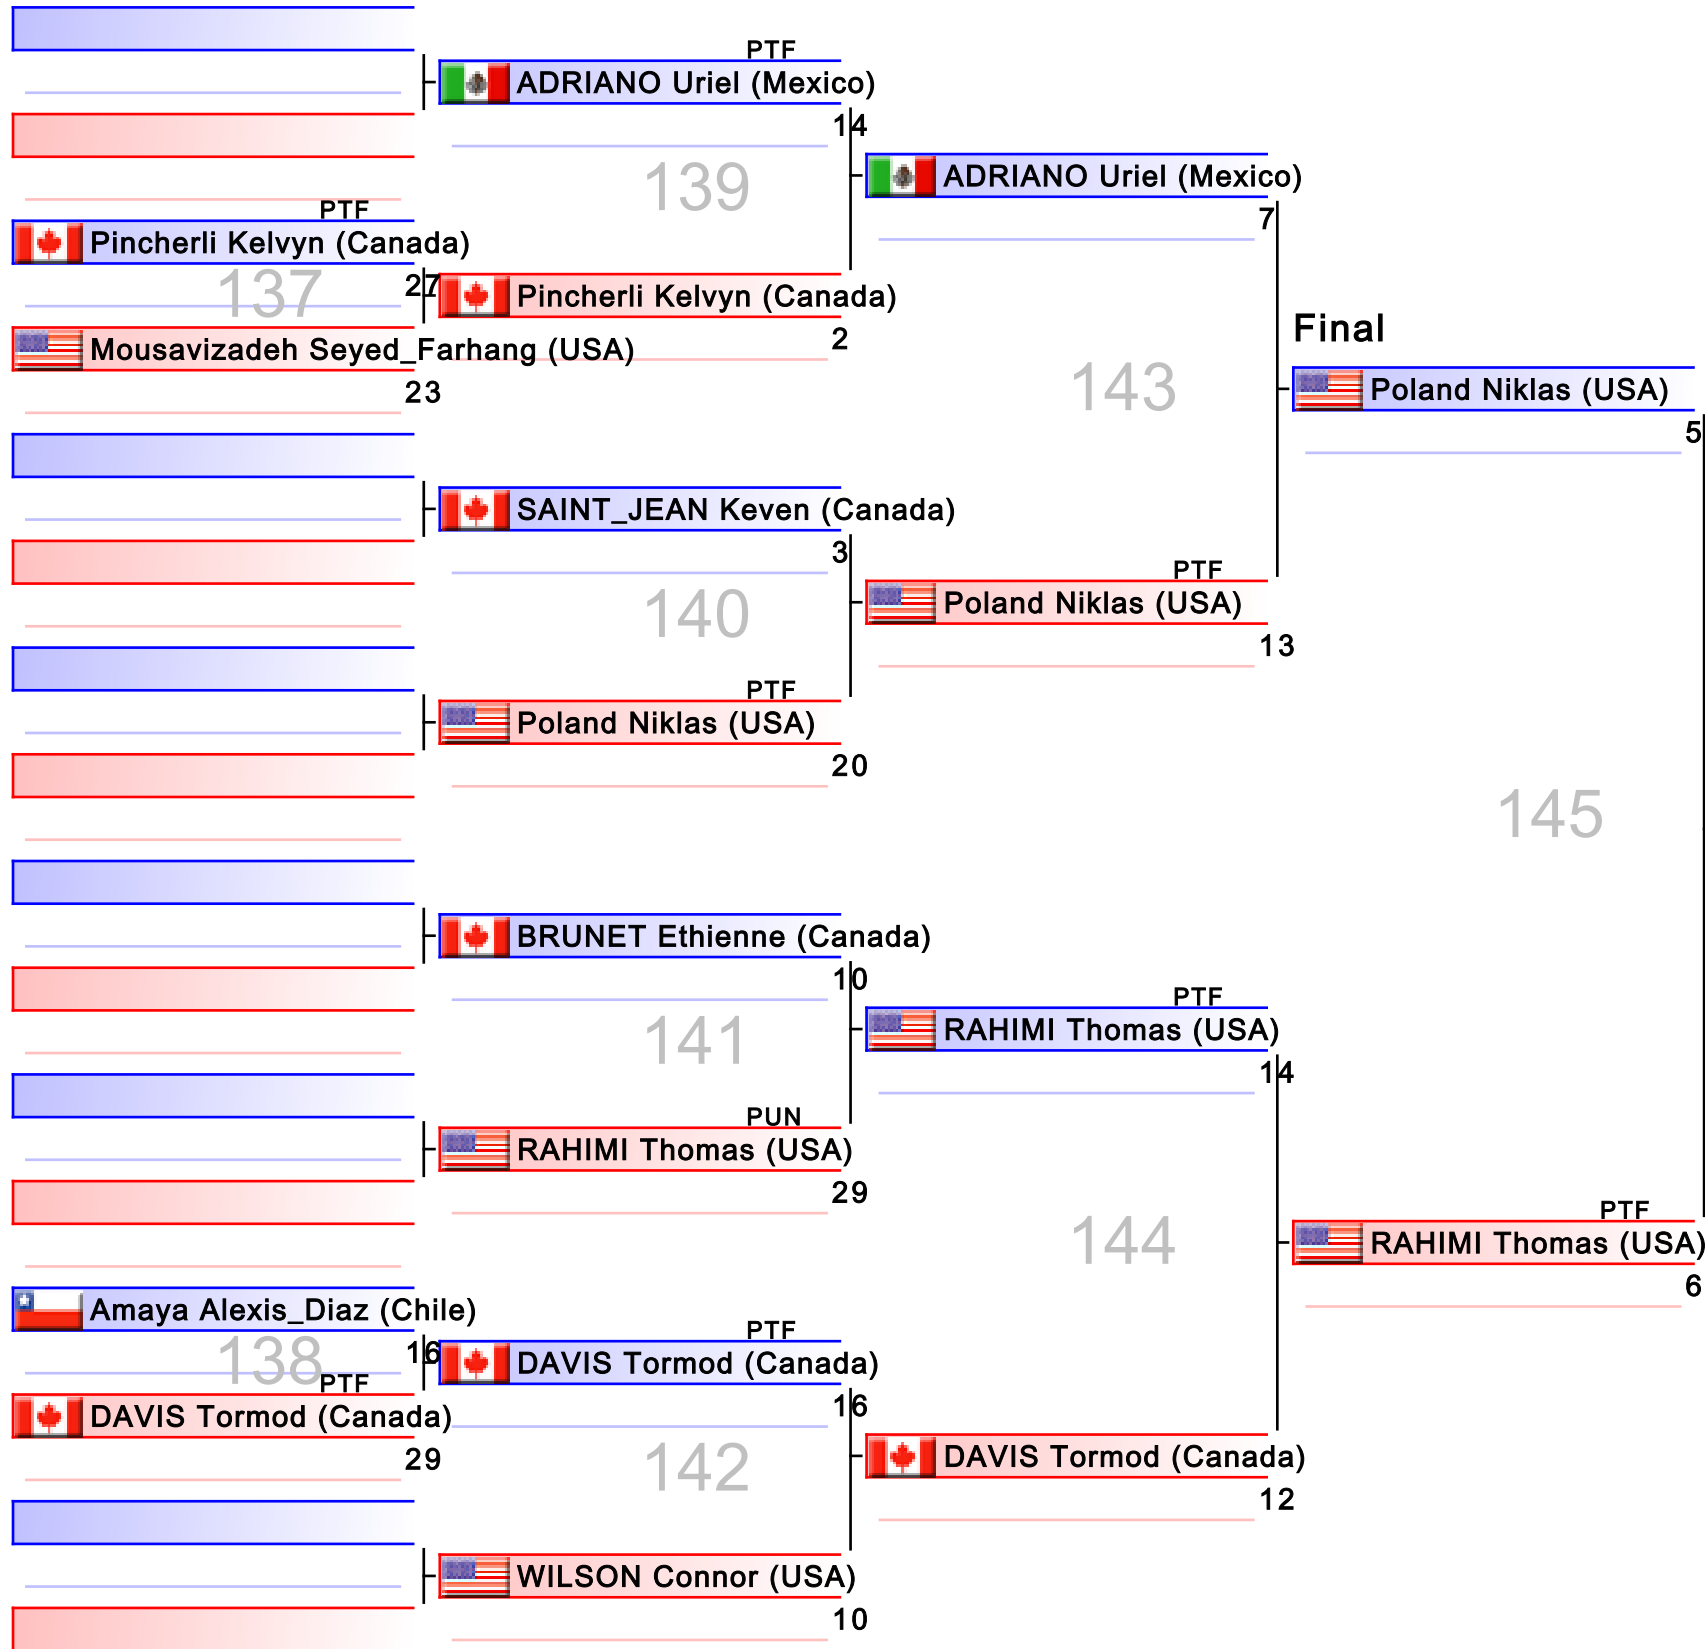 PTF
ADRIANO Uriel (Mexico)
14
139
ADRIANO Uriel (Mexico)
7
PTF
Pincherli Kelvyn (Canada)
27
137
Pincherli Kelvyn (Canada)
2
Mousavizadeh Seyed_Farhang (USA)
23
Final
143
Poland Niklas (USA)
5
SAINT_JEAN Keven (Canada)
3
140
PTF
Poland Niklas (USA)
13
PTF
Poland Niklas (USA)
20
145
BRUNET Ethienne (Canada)
10
141
PTF
RAHIMI Thomas (USA)
14
PUN
RAHIMI Thomas (USA)
29
144
PTF
RAHIMI Thomas (USA)
6
Amaya Alexis_Diaz (Chile)
16
138
PTF
DAVIS Tormod (Canada)
16
PTF
DAVIS Tormod (Canada)
29
142
DAVIS Tormod (Canada)
12
WILSON Connor (USA)
10